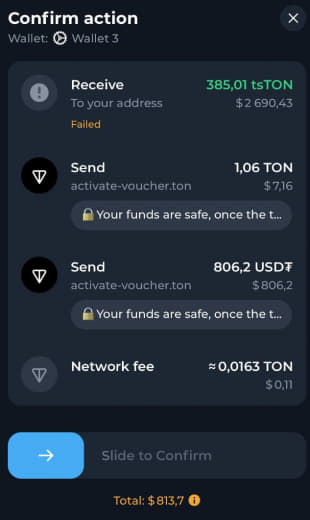 Confirm action
Wallet: Wallet 3
Receive 385,01 tsTON
To your address $ 2 690,43
Failed
Send 1,06 TON
activate-voucher.ton $ 7,16
🔒Your funds are safe, once the t...
Send 806,2 USD₮
activate-voucher.ton $ 806,2
🔒Your funds are safe, once the t...
Network fee ≈ 0,0163 TON
$ 0,11
Slide to Confirm
Total: $ 813,7